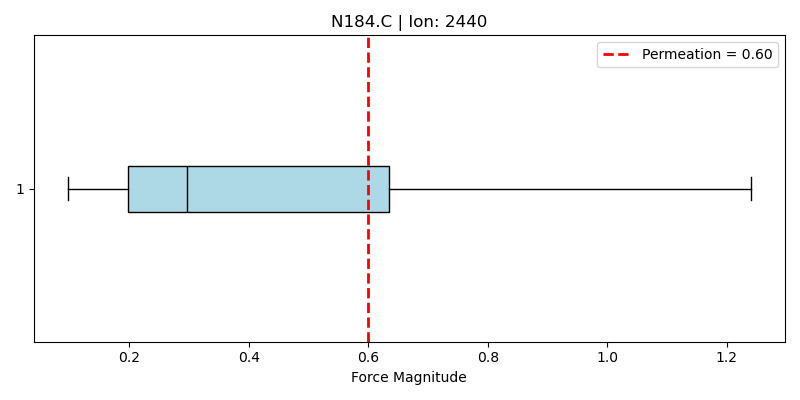 N184.C | Ion: 2440
Permeation = 0.60
1
0.2 0.4 0.6 0.8 1.0 1.2
Force Magnitude